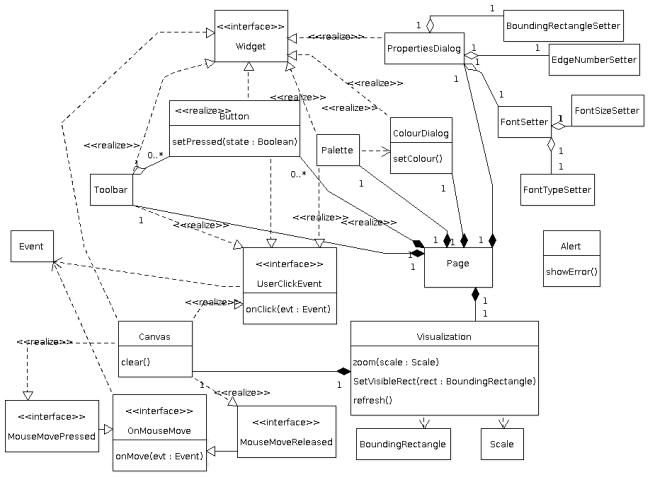 1
1
BoundingRectangleSetter
<<interface>>
Widget
<<realize>>
PropertiesDialog
1
1
EdgeNumberSetter
1
1
<<realize>>
<<realize>>
1
Button
setPressed(state : Boolean)
<<realize>>
ColourDialog
setColour()
FontSetter
1
1
FontSizeSetter
<<realize>>
Palette
0..*
0..*
1
1
1
FontTypeSetter
Toolbar
1
<<realize>>
<<realize>>
Event
1
1
1
1
Page
Alert
showError()
<<interface>>
UserClickEvent
onClick(evt : Event)
<<realize>>
1
1
<<realize>>
Canvas
clear()
Visualization
zoom(scale : Scale)
SetVisibleRect(rect : BoundingRectangle)
refresh()
1
1
<<realize>>
<<interface>>
MouseMovePressed
<<interface>>
OnMouseMove
onMove(evt : Event)
<<interface>>
MouseMoveReleased
BoundingRectangle
Scale